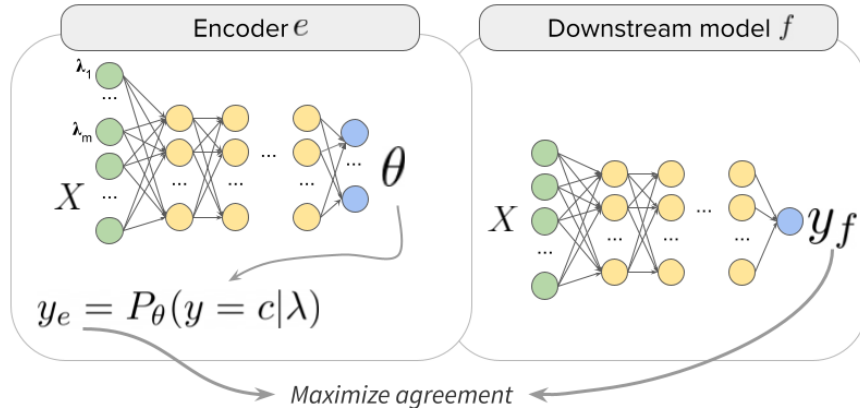 Encoder e
Downstream model f
λ1
...
λm
X
...
...
...
...
θ
X
...
...
...
...
y_f
y_e = P_θ(y = c|λ)
Maximize agreement